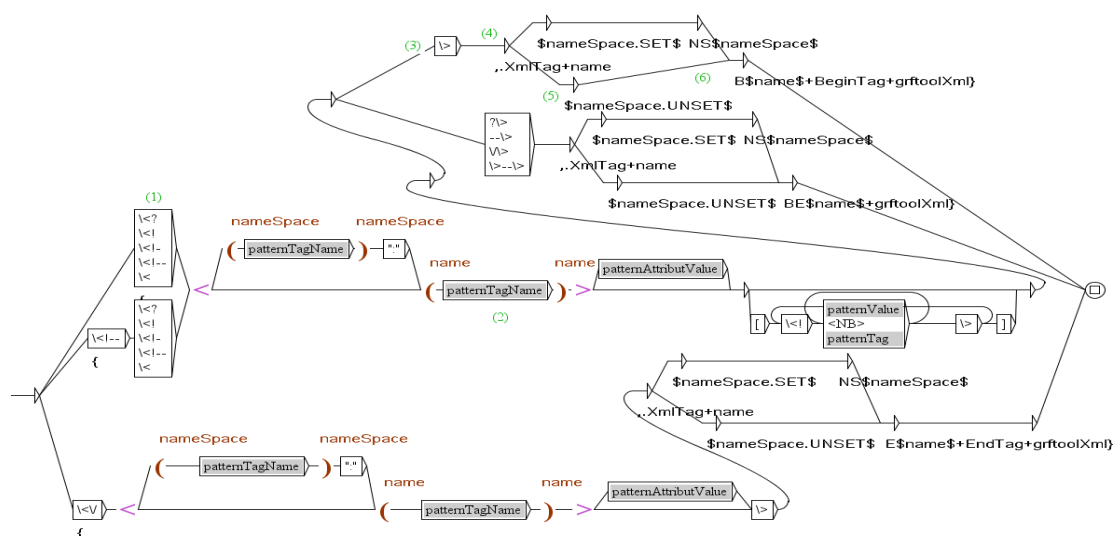 (3)
\>
(4)
$nameSpace.SET$ NS$nameSpace$
,.XmlTag+name
(5)
(6)
B$name$+BeginTag+grftoolXml}
$nameSpace.UNSET$
?\>
--\>
\/\>
\>--\>
$nameSpace.SET$ NS$nameSpace$
,.XmlTag+name
$nameSpace.UNSET$ BE$name$+grftoolXml}
(1)
\<?
\<!
\<!-
\<!--
\<
{
nameSpace
nameSpace
( patternTagName ) ":"
<
name
name
( patternTagName ) >
(2)
patternAttributValue
\<!--
{
\<?
\<!
\<!-
\<!--
\<
[
\<!
patternValue
<NB>
patternTag
\>
]
$nameSpace.SET$ NS$nameSpace$
,.XmlTag+name
$nameSpace.UNSET$ E$name$+EndTag+grftoolXml}
nameSpace
nameSpace
( patternTagName ) ":"
\<\/
{
<
name
name
( patternTagName ) >
patternAttributValue
\>